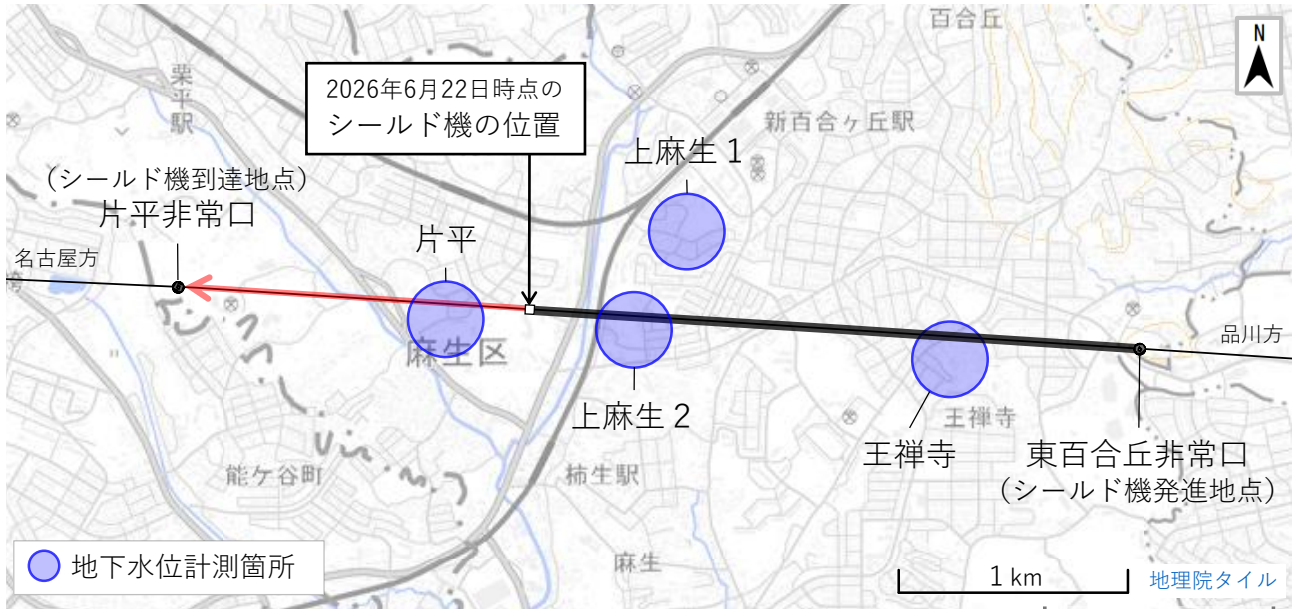 百合丘
N
栗平駅
2026年6月22日時点の
シールド機の位置
新百合ヶ丘駅
上麻生1
(シールド機到達地点)
片平非常口
片平
名古屋方
品川方
麻生区
上麻生2
王禅寺
王禅寺
東百合丘非常口
(シールド機発進地点)
能ケ谷町
柿生駅
地下水位計測箇所
麻生
1 km
地理院タイル